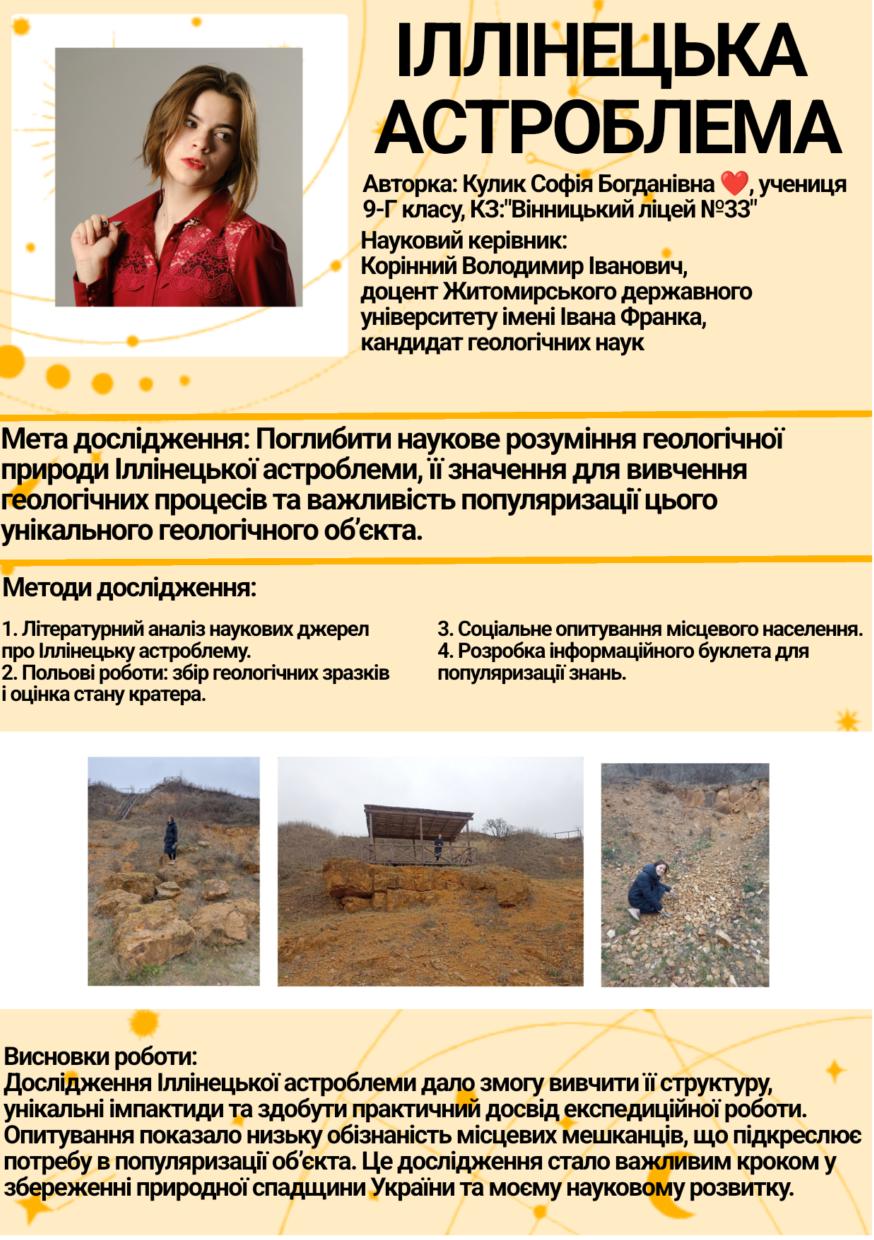 ІЛЛІНЕЦЬКА
АСТРОБЛЕМА
Авторка: Кулик Софія Богданівна ❤️, учениця
9-Г класу, КЗ:"Вінницький ліцей №33"
Науковий керівник:
Корінний Володимир Іванович,
доцент Житомирського державного
університету імені Івана Франка,
кандидат геологічних наук
Мета дослідження: Поглибити наукове розуміння геологічної
природи Іллінецької астроблеми, її значення для вивчення
геологічних процесів та важливість популяризації цього
унікального геологічного об’єкта.
Методи дослідження:
1. Літературний аналіз наукових джерел
про Іллінецьку астроблему.
2. Польові роботи: збір геологічних зразків
і оцінка стану кратера.
3. Соціальне опитування місцевого населення.
4. Розробка інформаційного буклета для
популяризації знань.
Висновки роботи:
Дослідження Іллінецької астроблеми дало змогу вивчити її структуру,
унікальні імпактиди та здобути практичний досвід експедиційної роботи.
Опитування показало низьку обізнаність місцевих мешканців, що підкреслює
потребу в популяризації об’єкта. Це дослідження стало важливим кроком у
збереженні природної спадщини України та моєму науковому розвитку.